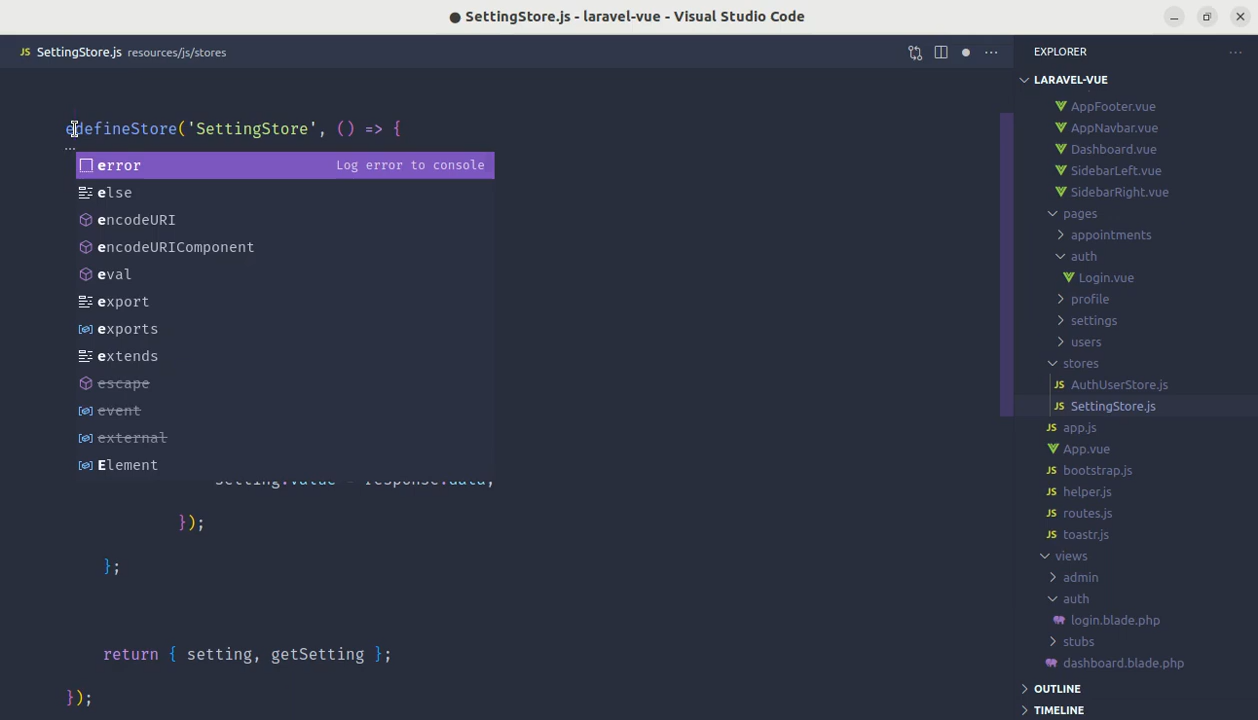 ● SettingStore.js - laravel-vue - Visual Studio Code
JS SettingStore.js resources/js/stores
edefineStore('SettingStore', () => {
error Log error to console
else
encodeURI
encodeURIComponent
eval
export
exports
extends
escape
event
external
Element
setting.value = response.data;
});
};
return { setting, getSetting };
});
EXPLORER
LARAVEL-VUE
AppFooter.vue
AppNavbar.vue
Dashboard.vue
SidebarLeft.vue
SidebarRight.vue
pages
appointments
auth
Login.vue
profile
settings
users
stores
JS AuthUserStore.js
JS SettingStore.js
JS app.js
App.vue
JS bootstrap.js
JS helper.js
JS routes.js
JS toastr.js
views
admin
auth
login.blade.php
stubs
dashboard.blade.php
OUTLINE
TIMELINE